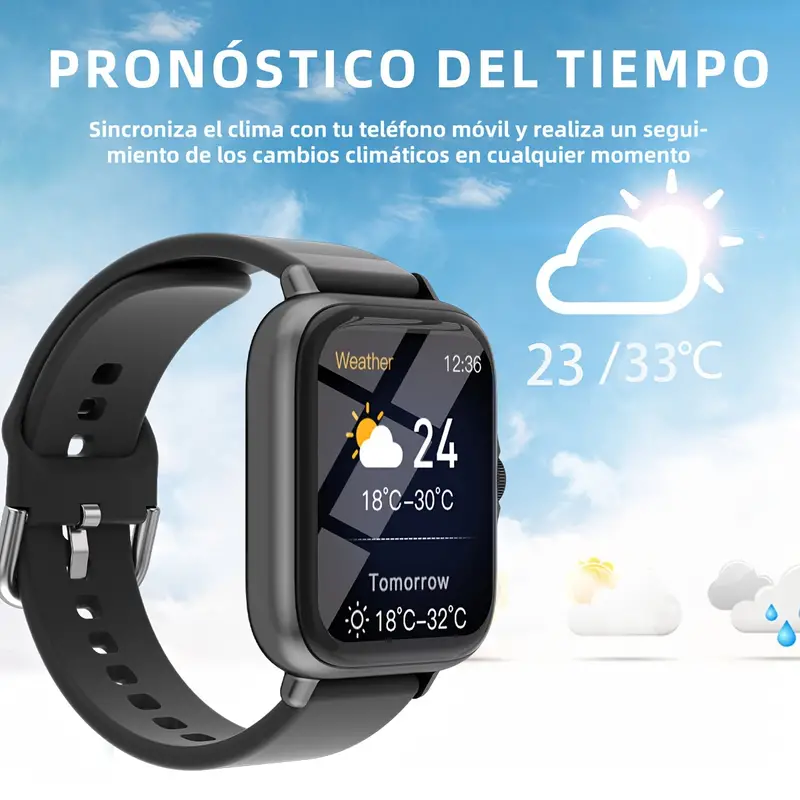 PRONÓSTICO DEL TIEMPO
Sincroniza el clima con tu teléfono móvil y realiza un segui-
miento de los cambios climáticos en cualquier momento
23 /33°C
Weather 12:36
24
18°C-30°C
Tomorrow
18°C-32°C